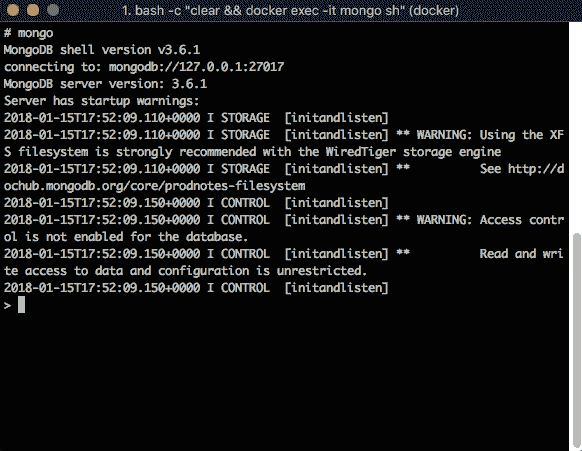 1. bash -c "clear && docker exec -it mongo sh" (docker)
# mongo
MongoDB shell version v3.6.1
connecting to: mongodb://127.0.0.1:27017
MongoDB server version: 3.6.1
Server has startup warnings:
2018-01-15T17:52:09.110+0000 I STORAGE  [initandlisten]
2018-01-15T17:52:09.110+0000 I STORAGE  [initandlisten] ** WARNING: Using the XF
S filesystem is strongly recommended with the WiredTiger storage engine
2018-01-15T17:52:09.110+0000 I STORAGE  [initandlisten] **          See http://d
ochub.mongodb.org/core/prodnotes-filesystem
2018-01-15T17:52:09.150+0000 I CONTROL  [initandlisten]
2018-01-15T17:52:09.150+0000 I CONTROL  [initandlisten] ** WARNING: Access contr
ol is not enabled for the database.
2018-01-15T17:52:09.150+0000 I CONTROL  [initandlisten] **          Read and wri
te access to data and configuration is unrestricted.
2018-01-15T17:52:09.150+0000 I CONTROL  [initandlisten]
>